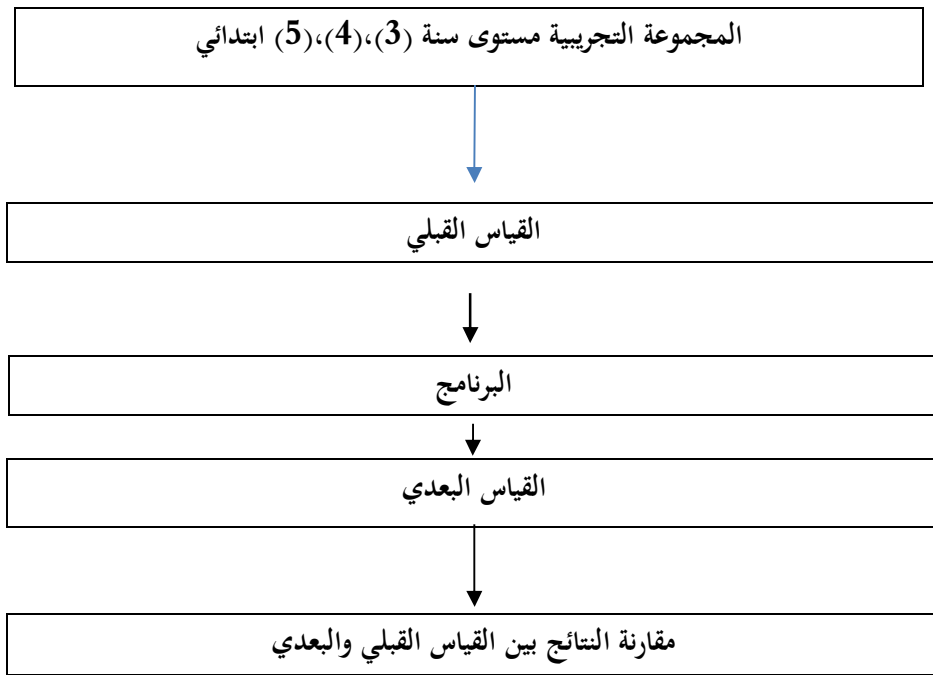 المجموعة التجريبية مستوى سنة (3)،(4)،(5) ابتدائي
القياس القبلي
البرنامج
القياس البعدي
مقارنة النتائج بين القياس القبلي والبعدي